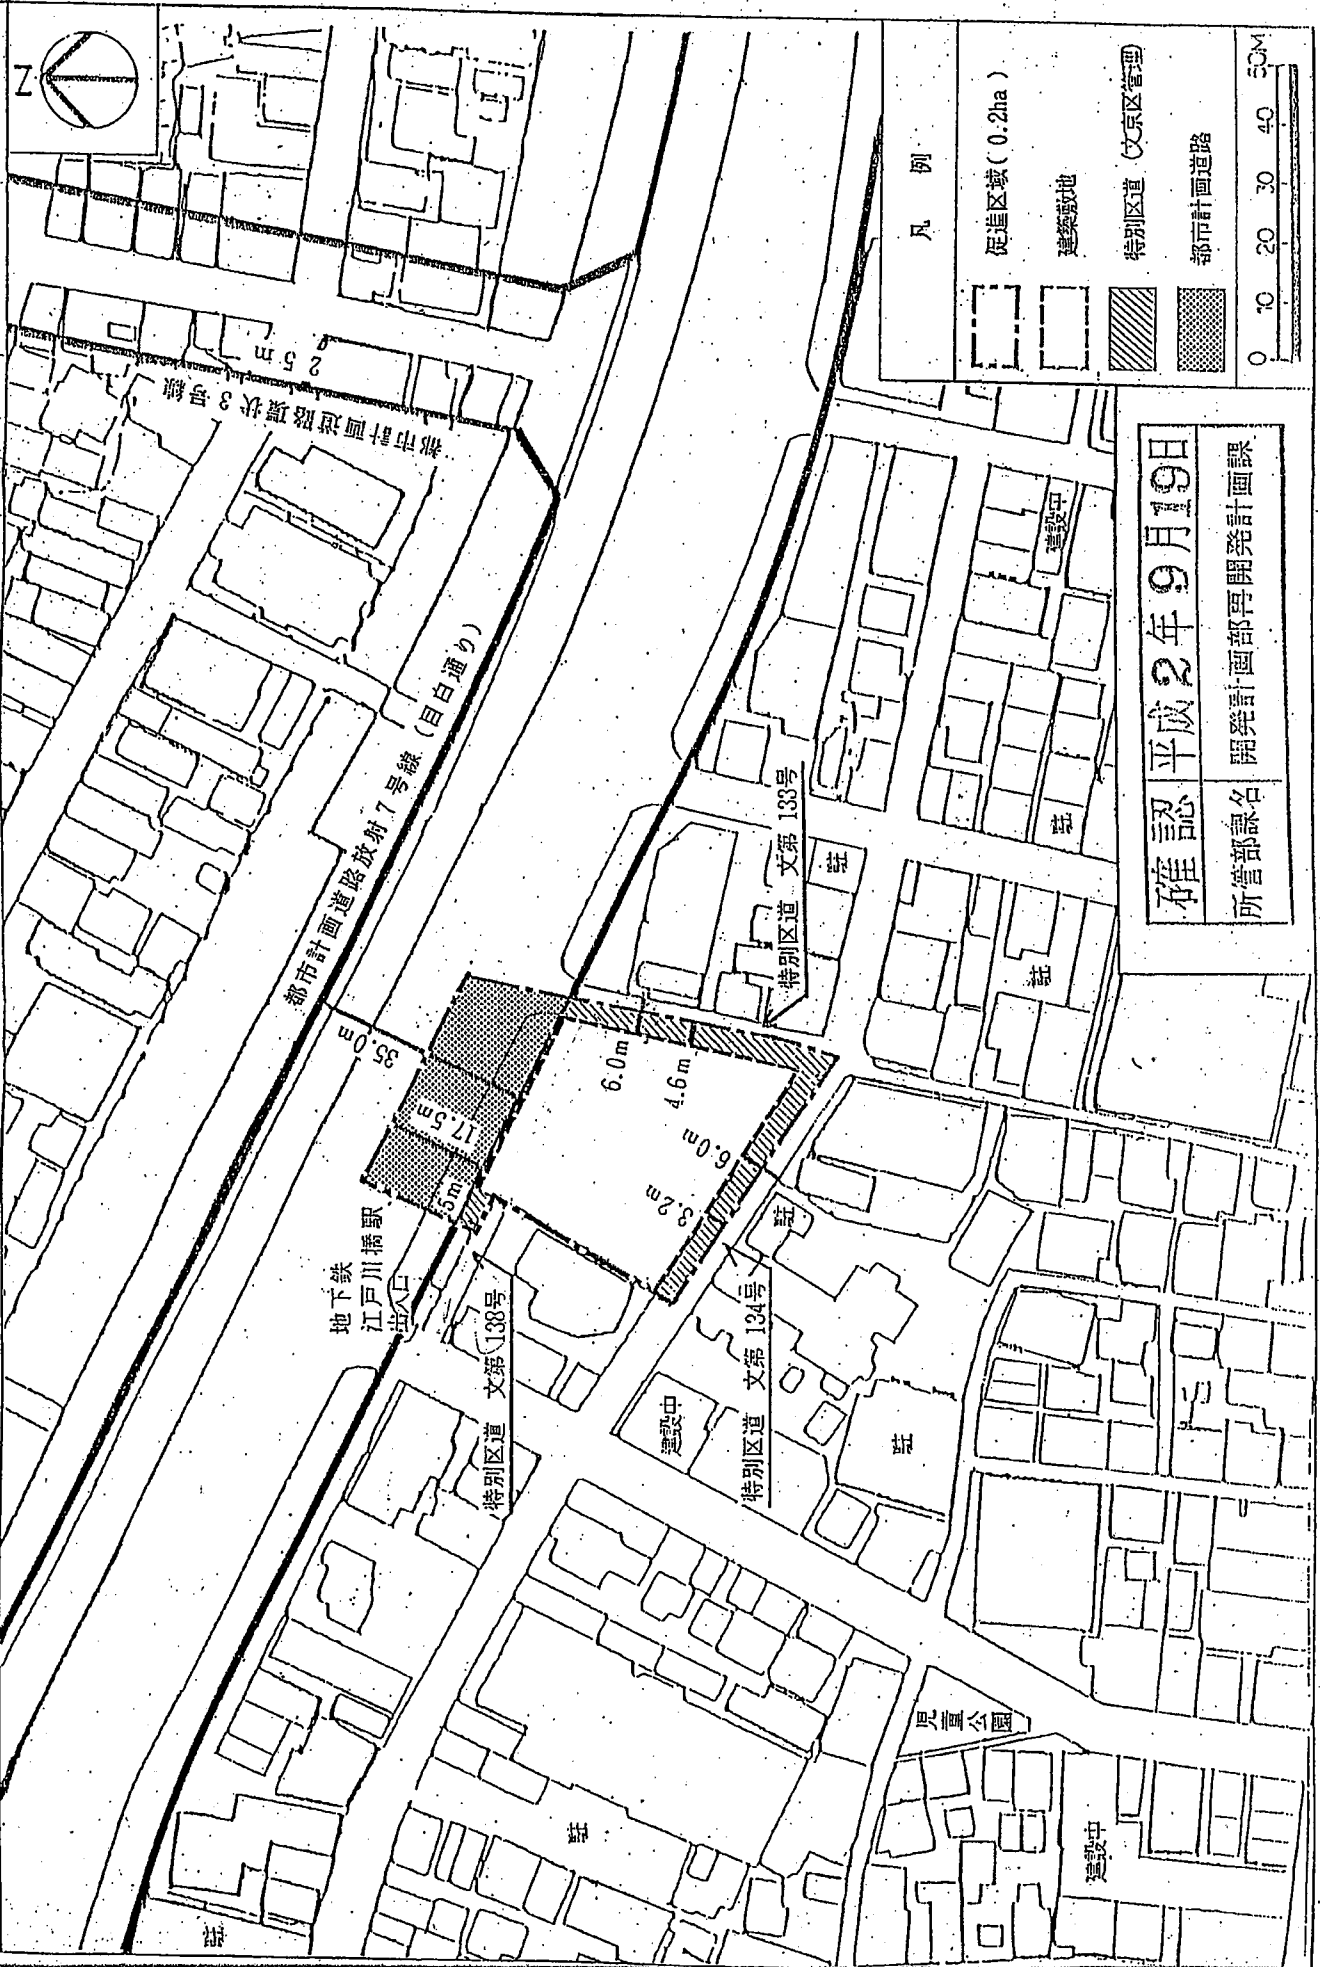 N
都市計画道路環状3号線
25m
都市計画道路放射7号線(目白通り)
35.0m
17.5m
5m
地下鉄
江戸川橋駅
出入口
特別区道 文第138号
6.0m
4.6m
6.0m
3.2m
特別区道 文第133号
特別区道 文第134号
建設中
建設中
建設中
児童公園
駐
駐
駐
駐
駐
駐
駐
凡例
促進区域(0.2ha)
建築敷地
特別区道(文京区管理)
都市計画道路
0 10 20 30 40 50M
確認 平成2年9月19日
所管部課名 開発計画部再開発計画課